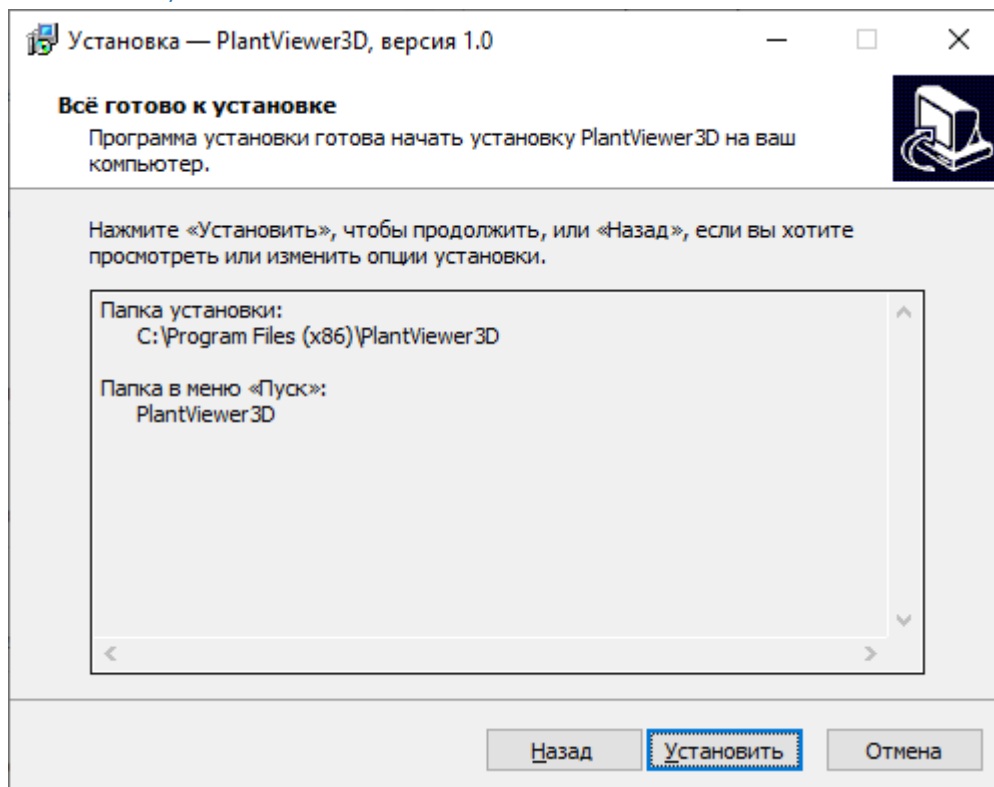 Установка — PlantViewer3D, версия 1.0
Всё готово к установке
Программа установки готова начать установку PlantViewer3D на ваш
компьютер.
Нажмите «Установить», чтобы продолжить, или «Назад», если вы хотите
просмотреть или изменить опции установки.
Папка установки:
C:\Program Files (x86)\PlantViewer3D
Папка в меню «Пуск»:
PlantViewer3D
Назад Установить Отмена